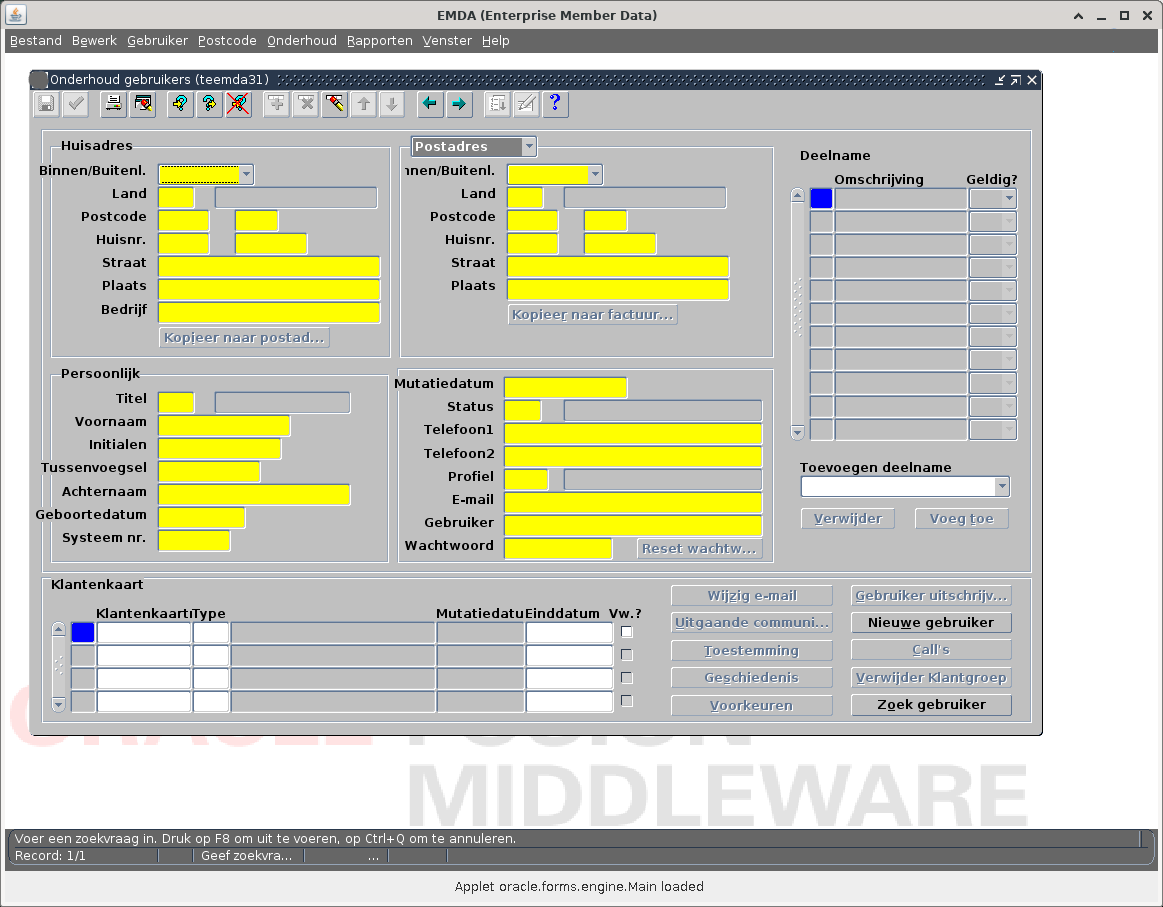 EMDA (Enterprise Member Data)
Bestand Bewerk Gebruiker Postcode Onderhoud Rapporten Venster Help
Onderhoud gebruikers (teemda31)
Huisadres
Binnen/Buitenl.
Land
Postcode
Huisnr.
Straat
Plaats
Bedrijf
Kopieer naar postad...
Postadres
nnen/Buitenl.
Land
Postcode
Huisnr.
Straat
Plaats
Kopieer naar factuur...
Deelname
Omschrijving Geldig?
Toevoegen deelname
Verwijder Voeg toe
Persoonlijk
Titel
Voornaam
Initialen
Tussenvoegsel
Achternaam
Geboortedatum
Systeem nr.
Mutatiedatum
Status
Telefoon1
Telefoon2
Profiel
E-mail
Gebruiker
Wachtwoord Reset wachtw...
Klantenkaart
Klantenkaart Type Mutatiedatu Einddatum Vw.?
Wijzig e-mail Gebruiker uitschrijv...
Uitgaande communi... Nieuwe gebruiker
Toestemming Call's
Geschiedenis Verwijder Klantgroep
Voorkeuren Zoek gebruiker
ORACLE FUSION
MIDDLEWARE
Voer een zoekvraag in. Druk op F8 om uit te voeren, op Ctrl+Q om te annuleren.
Record: 1/1 Geef zoekvra... ...
Applet oracle.forms.engine.Main loaded